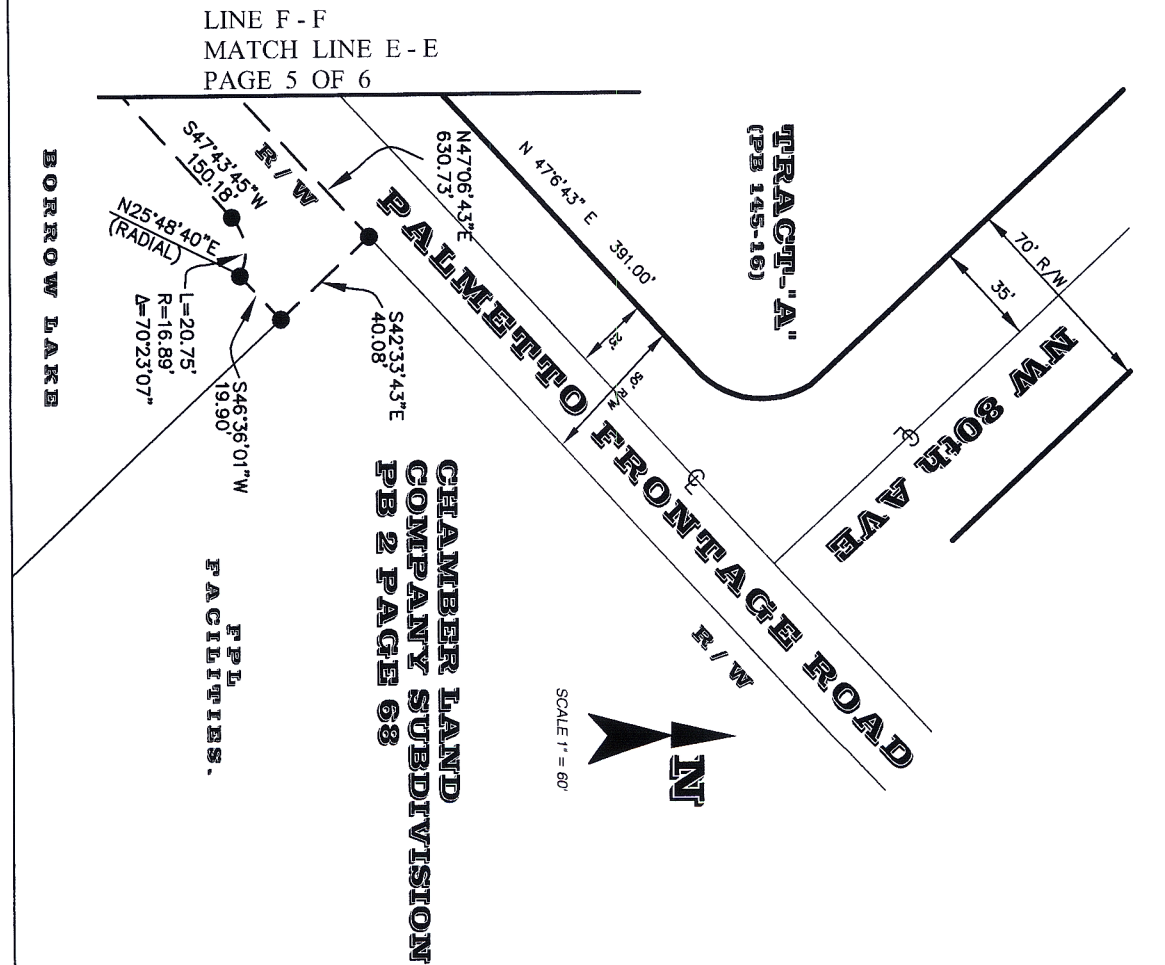 LINE F - F
MATCH LINE E - E
PAGE 5 OF 6
TRACT-"A"
(PB 145-16)
N 47°6'43" E 391.00'
70' R/W
35'
NW 80th AVE
CL
N47°06'43"E
630.73'
R / W
S47°43'45"W
150.18'
N25°48'40"E
(RADIAL)
L=20.75'
R=16.89'
Δ=70°23'07"
S46°36'01"W
19.90'
S42°33'43"E
40.08'
25'
50' R/W
PALMETTO FRONTAGE ROAD
CL
R / W
BORROW LAKE
CHAMBER LAND
COMPANY SUBDIVISION
PB 2 PAGE 68
FPL
FACILITIES.
SCALE 1" = 60'
N